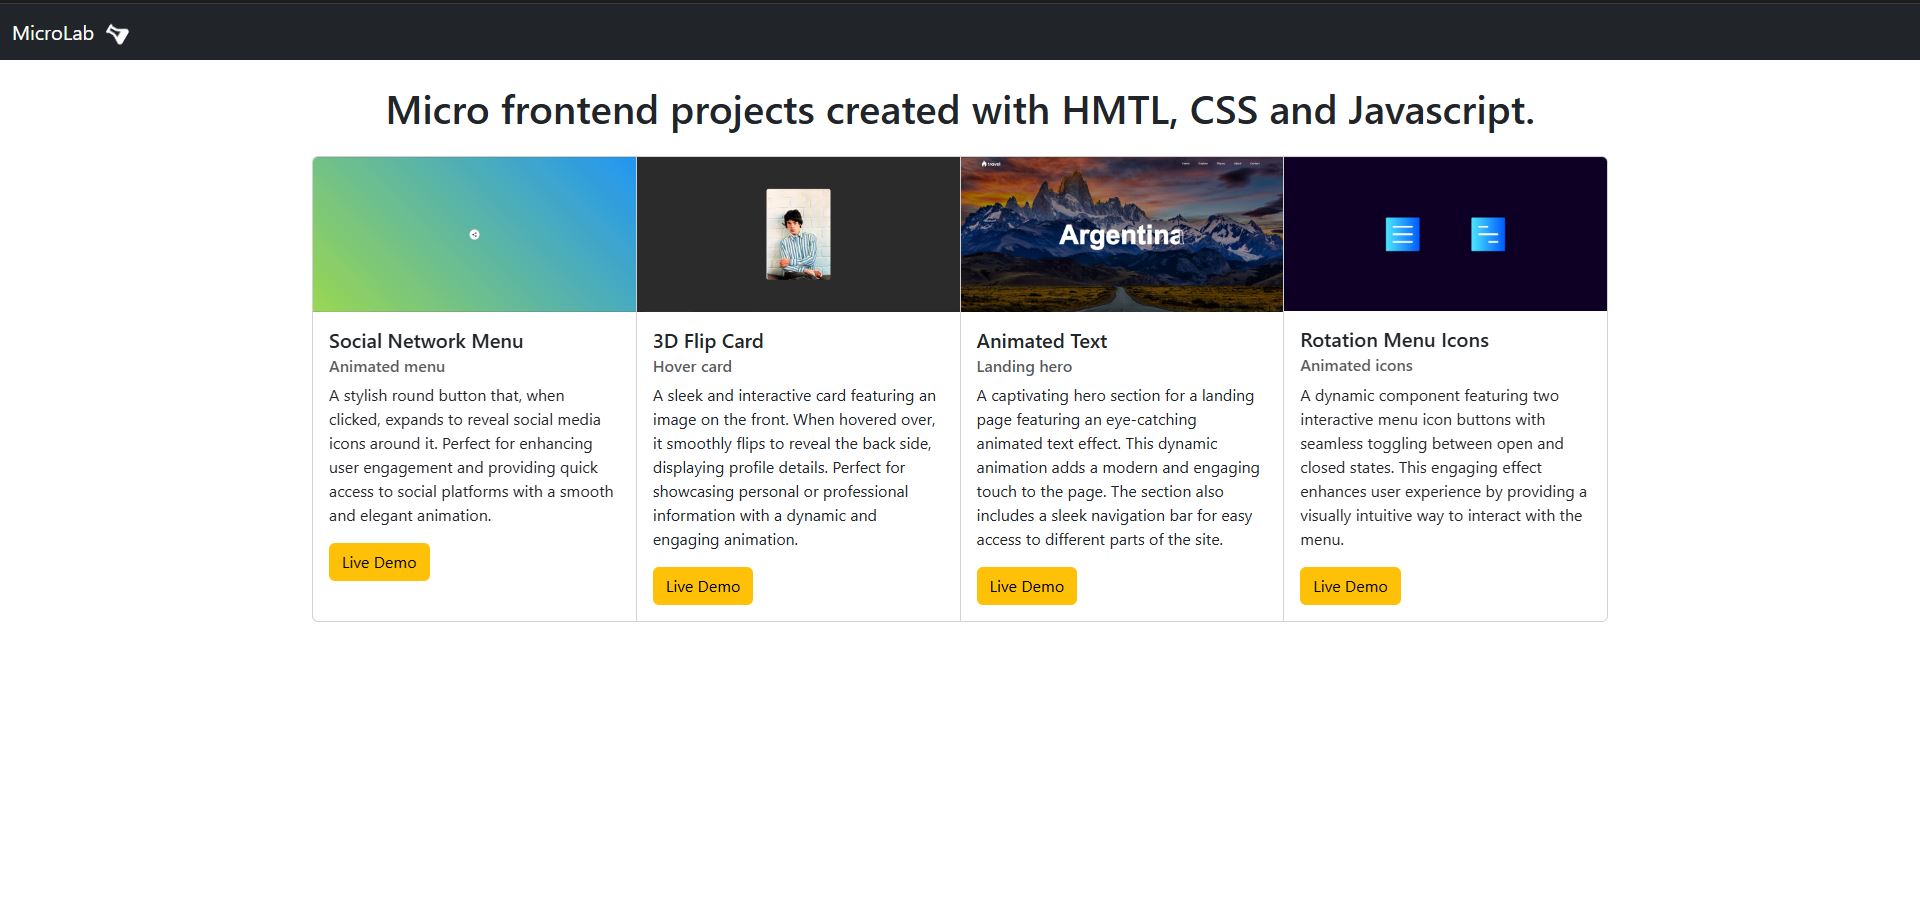 MicroLab
Micro frontend projects created with HMTL, CSS and Javascript.
Argentina
Social Network Menu
Animated menu
A stylish round button that, when
clicked, expands to reveal social media
icons around it. Perfect for enhancing
user engagement and providing quick
access to social platforms with a smooth
and elegant animation.
Live Demo
3D Flip Card
Hover card
A sleek and interactive card featuring an
image on the front. When hovered over,
it smoothly flips to reveal the back side,
displaying profile details. Perfect for
showcasing personal or professional
information with a dynamic and
engaging animation.
Live Demo
travel
Animated Text
Landing hero
A captivating hero section for a landing
page featuring an eye-catching
animated text effect. This dynamic
animation adds a modern and engaging
touch to the page. The section also
includes a sleek navigation bar for easy
access to different parts of the site.
Live Demo
Rotation Menu Icons
Animated icons
A dynamic component featuring two
interactive menu icon buttons with
seamless toggling between open and
closed states. This engaging effect
enhances user experience by providing a
visually intuitive way to interact with the
menu.
Live Demo